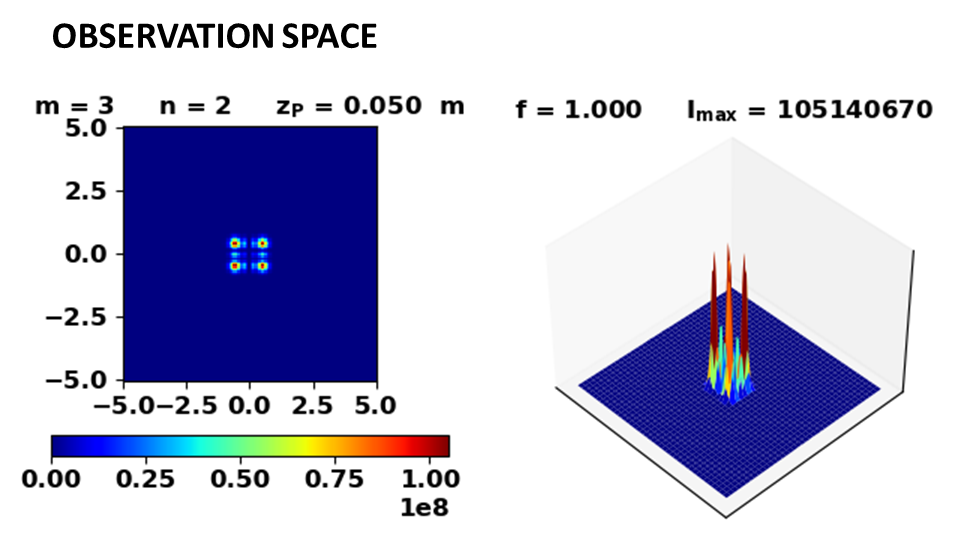 OBSERVATION SPACE
m = 3 n = 2 zP = 0.050 m
f = 1.000 Imax = 105140670
5.0
2.5
0.0
−2.5
−5.0
−5.0 −2.5 0.0 2.5 5.0
0.00 0.25 0.50 0.75 1.00
1e8